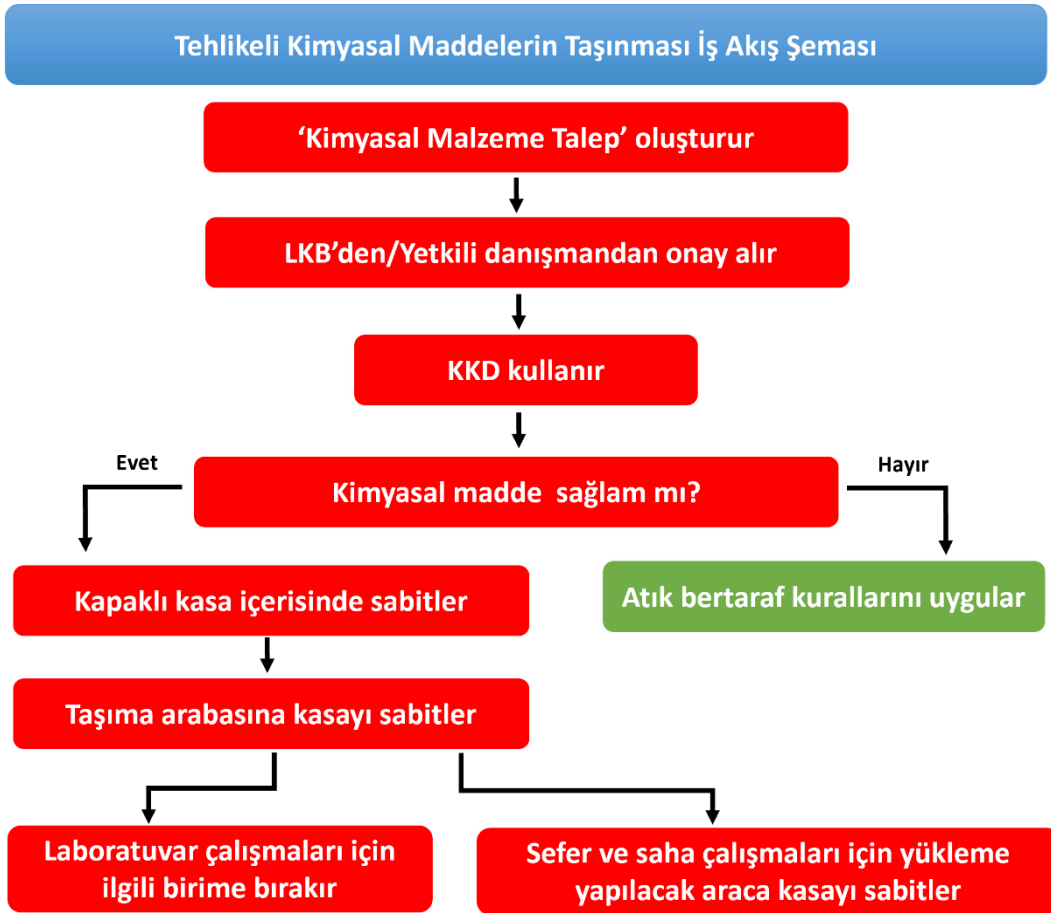 Tehlikeli Kimyasal Maddelerin Taşınması İş Akış Şeması
‘Kimyasal Malzeme Talep’ oluşturur
LKB’den/Yetkili danışmandan onay alır
KKD kullanır
Evet
Hayır
Kimyasal madde sağlam mı?
Kapaklı kasa içerisinde sabitler
Atık bertaraf kurallarını uygular
Taşıma arabasına kasayı sabitler
Laboratuvar çalışmaları için
ilgili birime bırakır
Sefer ve saha çalışmaları için yükleme
yapılacak araca kasayı sabitler